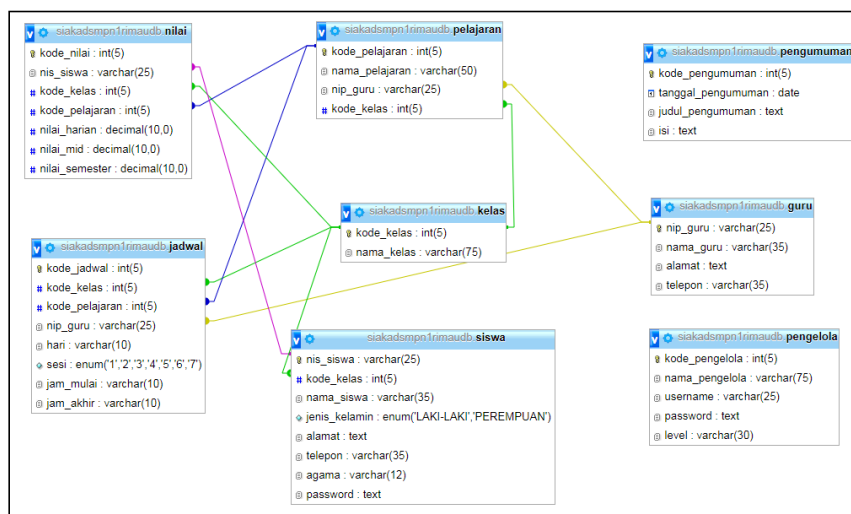 siakadsmpn1rimaudb.nilai
kode_nilai : int(5)
nis_siswa : varchar(25)
kode_kelas : int(5)
kode_pelajaran : int(5)
nilai_harian : decimal(10,0)
nilai_mid : decimal(10,0)
nilai_semester : decimal(10,0)
siakadsmpn1rimaudb.pelajaran
kode_pelajaran : int(5)
nama_pelajaran : varchar(50)
nip_guru : varchar(25)
kode_kelas : int(5)
siakadsmpn1rimaudb.pengumuman
kode_pengumuman : int(5)
tanggal_pengumuman : date
judul_pengumuman : text
isi : text
siakadsmpn1rimaudb.kelas
kode_kelas : int(5)
nama_kelas : varchar(75)
siakadsmpn1rimaudb.guru
nip_guru : varchar(25)
nama_guru : varchar(35)
alamat : text
telepon : varchar(35)
siakadsmpn1rimaudb.jadwal
kode_jadwal : int(5)
kode_kelas : int(5)
kode_pelajaran : int(5)
nip_guru : varchar(25)
hari : varchar(10)
sesi : enum('1','2','3','4','5','6','7')
jam_mulai : varchar(10)
jam_akhir : varchar(10)
siakadsmpn1rimaudb.siswa
nis_siswa : varchar(25)
kode_kelas : int(5)
nama_siswa : varchar(35)
jenis_kelamin : enum('LAKI-LAKI','PEREMPUAN')
alamat : text
telepon : varchar(35)
agama : varchar(12)
password : text
siakadsmpn1rimaudb.pengelola
kode_pengelola : int(5)
nama_pengelola : varchar(75)
username : varchar(25)
password : text
level : varchar(30)